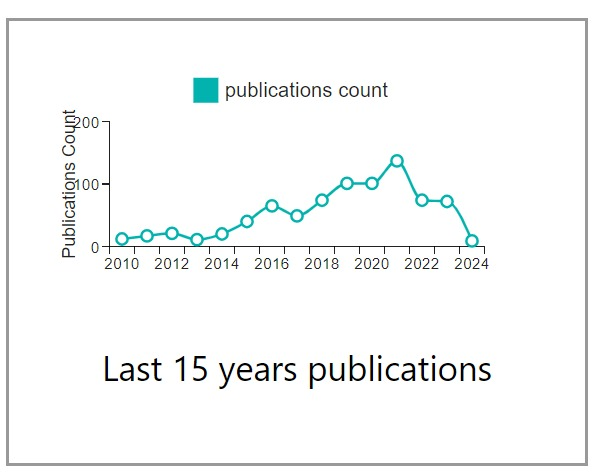 publications count
Publications Count
200
100
0
2010 2012 2014 2016 2018 2020 2022 2024
Last 15 years publications